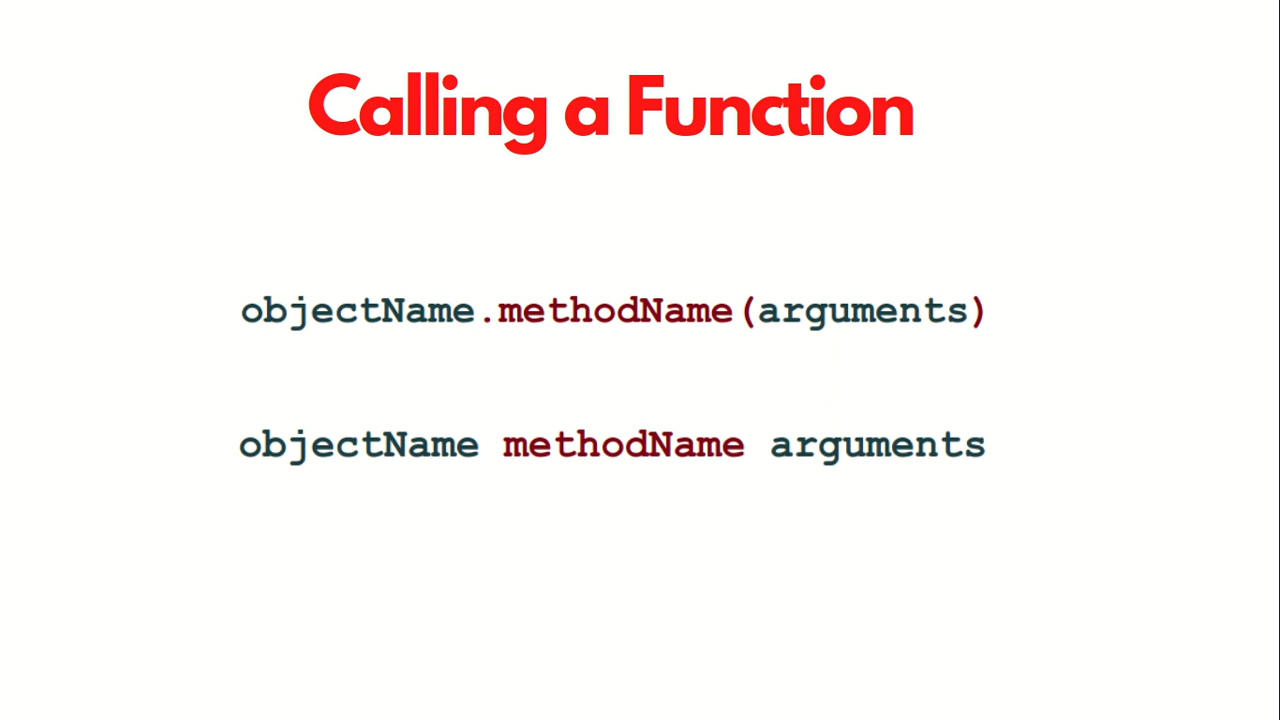 Calling a Function
objectName.methodName(arguments)
objectName methodName arguments